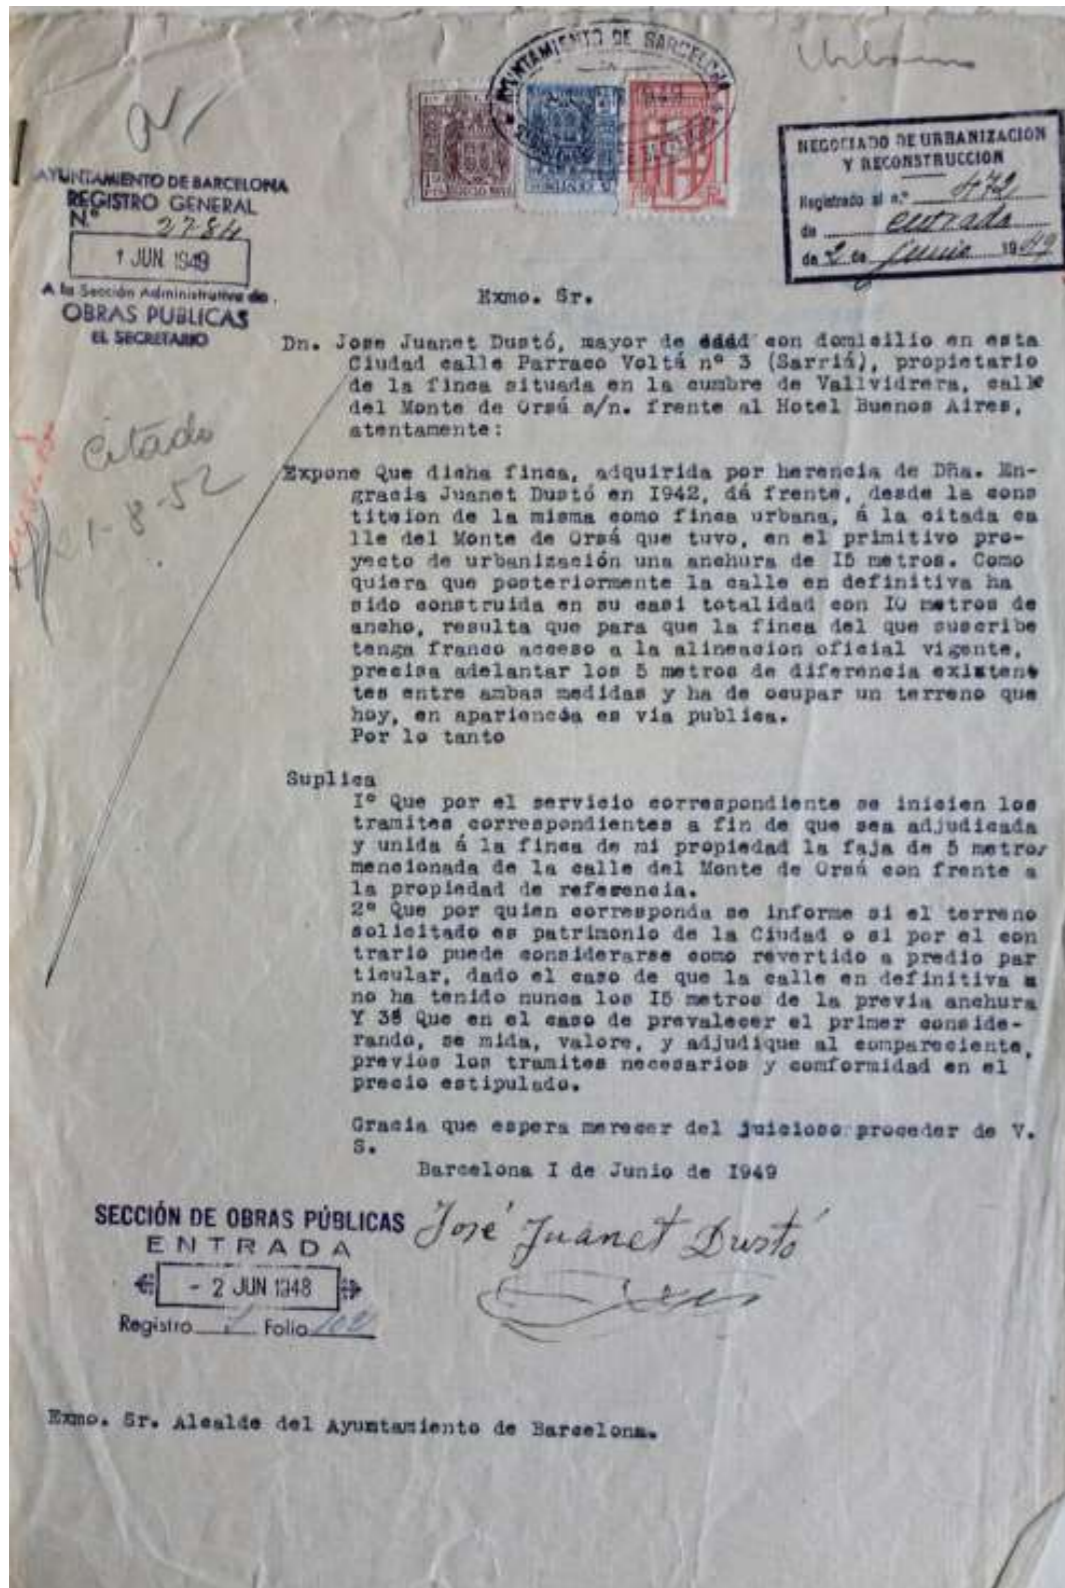 AYUNTAMIENTO DE BARCELONA
Urbano
AYUNTAMIENTO DE BARCELONA
REGISTRO GENERAL
N.º 2784
1 JUN 1949
A la Sección Administrativa de
OBRAS PUBLICAS
EL SECRETARIO
NEGOCIADO DE URBANIZACION
Y RECONSTRUCCION
Registrado al n.º 472
de entrada
de 2 de junio 1949
Exmo. Sr.
Dn. Jose Juanet Dustó, mayor de edad con domicilio en esta
Ciudad calle Parraco Voltá nº 3 (Sarriá), propietario
de la finca situada en la cumbre de Vallvidrera, calle
del Monte de Orsá s/n. frente al Hotel Buenos Aires,
atentamente:
Citado
21-8-52
Expone Que dicha finca, adquirida por herencia de Dña. En-
gracia Juanet Dustó en I942, dá frente, desde la cons
titcion de la misma como finca urbana, á la citada ca
lle del Monte de Orsá que tuvo, en el primitivo pro-
yecto de urbanización una anchura de I5 metros. Como
quiera que posteriormente la calle en definitiva ha
sido construida en su casi totalidad con I0 metros de
ancho, resulta que para que la finca del que suscribe
tenga franco acceso a la alineacion oficial vigente,
precisa adelantar los 5 metros de diferencia existen
tes entre ambas medidas y ha de ocupar un terreno que
hoy, en apariencia es via publica.
Por lo tanto
Suplica
Iº Que por el servicio correspondiente se inicien los
tramites correspondientes a fin de que sea adjudicada
y unida á la finca de mi propiedad la faja de 5 metros
mencionada de la calle del Monte de Orsá con frente a
la propiedad de referencia.
2º Que por quien corresponda se informe si el terreno
solicitado es patrimonio de la Ciudad o si por el con
trario puede considerarse como revertido a predio par
ticular, dado el caso de que la calle en definitiva
no ha tenido nunca los I5 metros de la previa anchura
Y 3º Que en el caso de prevalecer el primer conside-
rando, se mida, valore, y adjudique al compareciente,
previos los tramites necesarios y comformidad en el
precio estipulado.
Gracia que espera merecer del juicioso proceder de V.
S.
Barcelona I de Junio de I949
SECCIÓN DE OBRAS PÚBLICAS
ENTRADA
- 2 JUN 1948
Registro Folio
José Juanet Dustó
Exmo. Sr. Alcalde del Ayuntamiento de Barcelona.